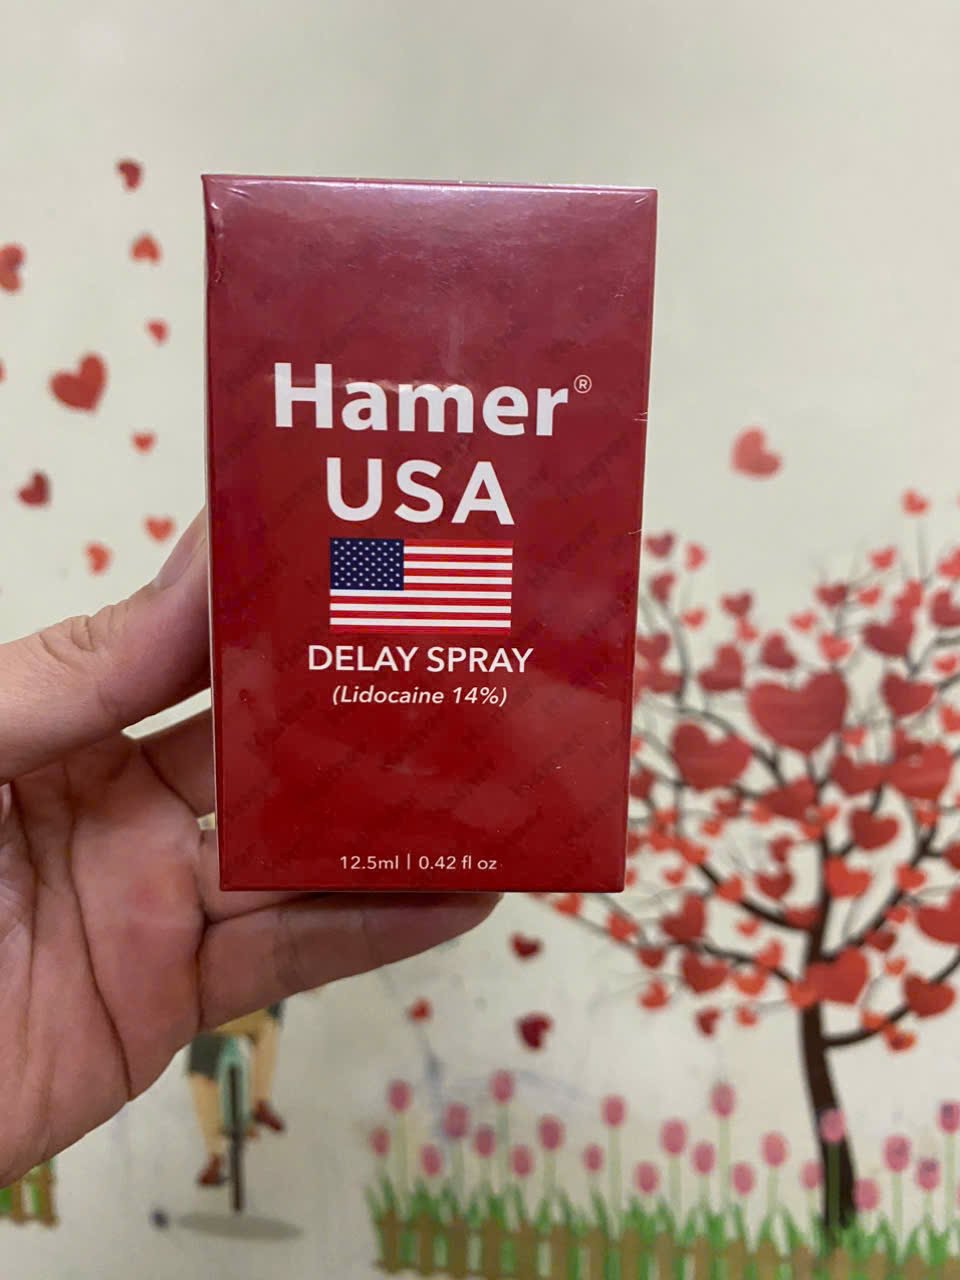 Hamer®
USA
DELAY SPRAY
(Lidocaine 14%)
12.5ml | 0.42 fl oz